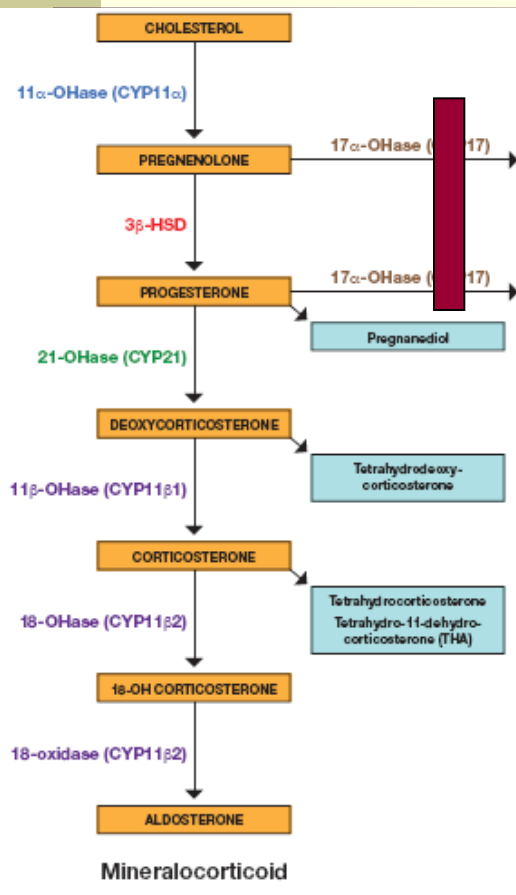 CHOLESTEROL
11α-OHase (CYP11α)
PREGNENOLONE
17α-OHase (   17)
3β-HSD
PROGESTERONE
17α-OHase (   17)
Pregnanediol
21-OHase (CYP21)
DEOXYCORTICOSTERONE
Tetrahydrodeoxy-
corticosterone
11β-OHase (CYP11β1)
CORTICOSTERONE
Tetrahydrocorticosterone
Tetrahydro-11-dehydro-
corticosterone (THA)
18-OHase (CYP11β2)
18-OH CORTICOSTERONE
18-oxidase (CYP11β2)
ALDOSTERONE
Mineralocorticoid